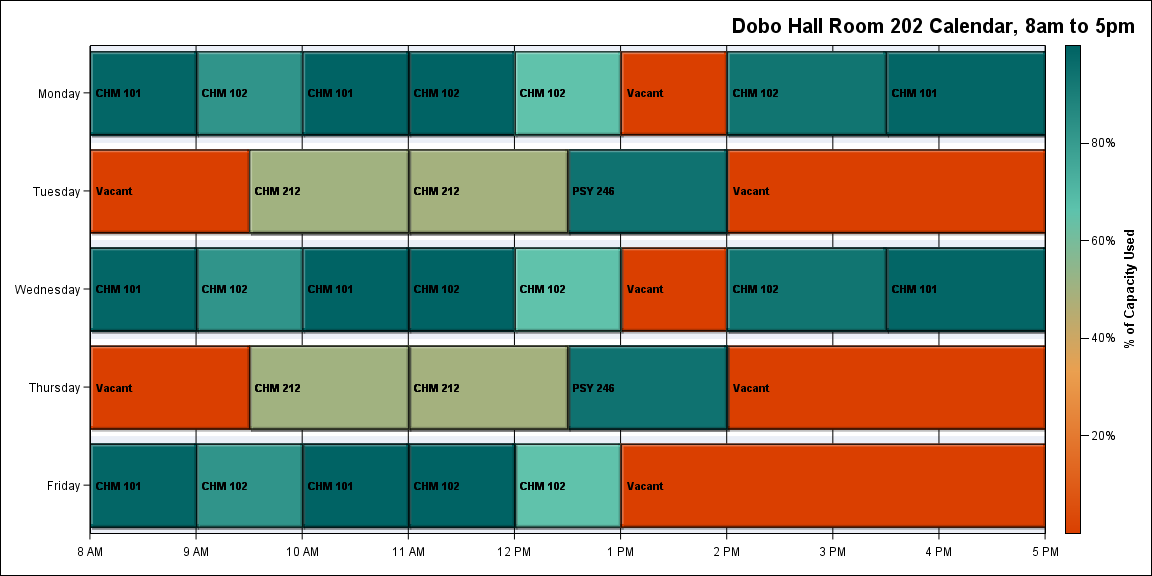 Dobo Hall Room 202 Calendar, 8am to 5pm
Monday
CHM 101
CHM 102
CHM 101
CHM 102
CHM 102
Vacant
CHM 102
CHM 101
Tuesday
Vacant
CHM 212
CHM 212
PSY 246
Vacant
Wednesday
CHM 101
CHM 102
CHM 101
CHM 102
CHM 102
Vacant
CHM 102
CHM 101
Thursday
Vacant
CHM 212
CHM 212
PSY 246
Vacant
Friday
CHM 101
CHM 102
CHM 101
CHM 102
CHM 102
Vacant
8 AM
9 AM
10 AM
11 AM
12 PM
1 PM
2 PM
3 PM
4 PM
5 PM
80%
60%
40%
20%
% of Capacity Used